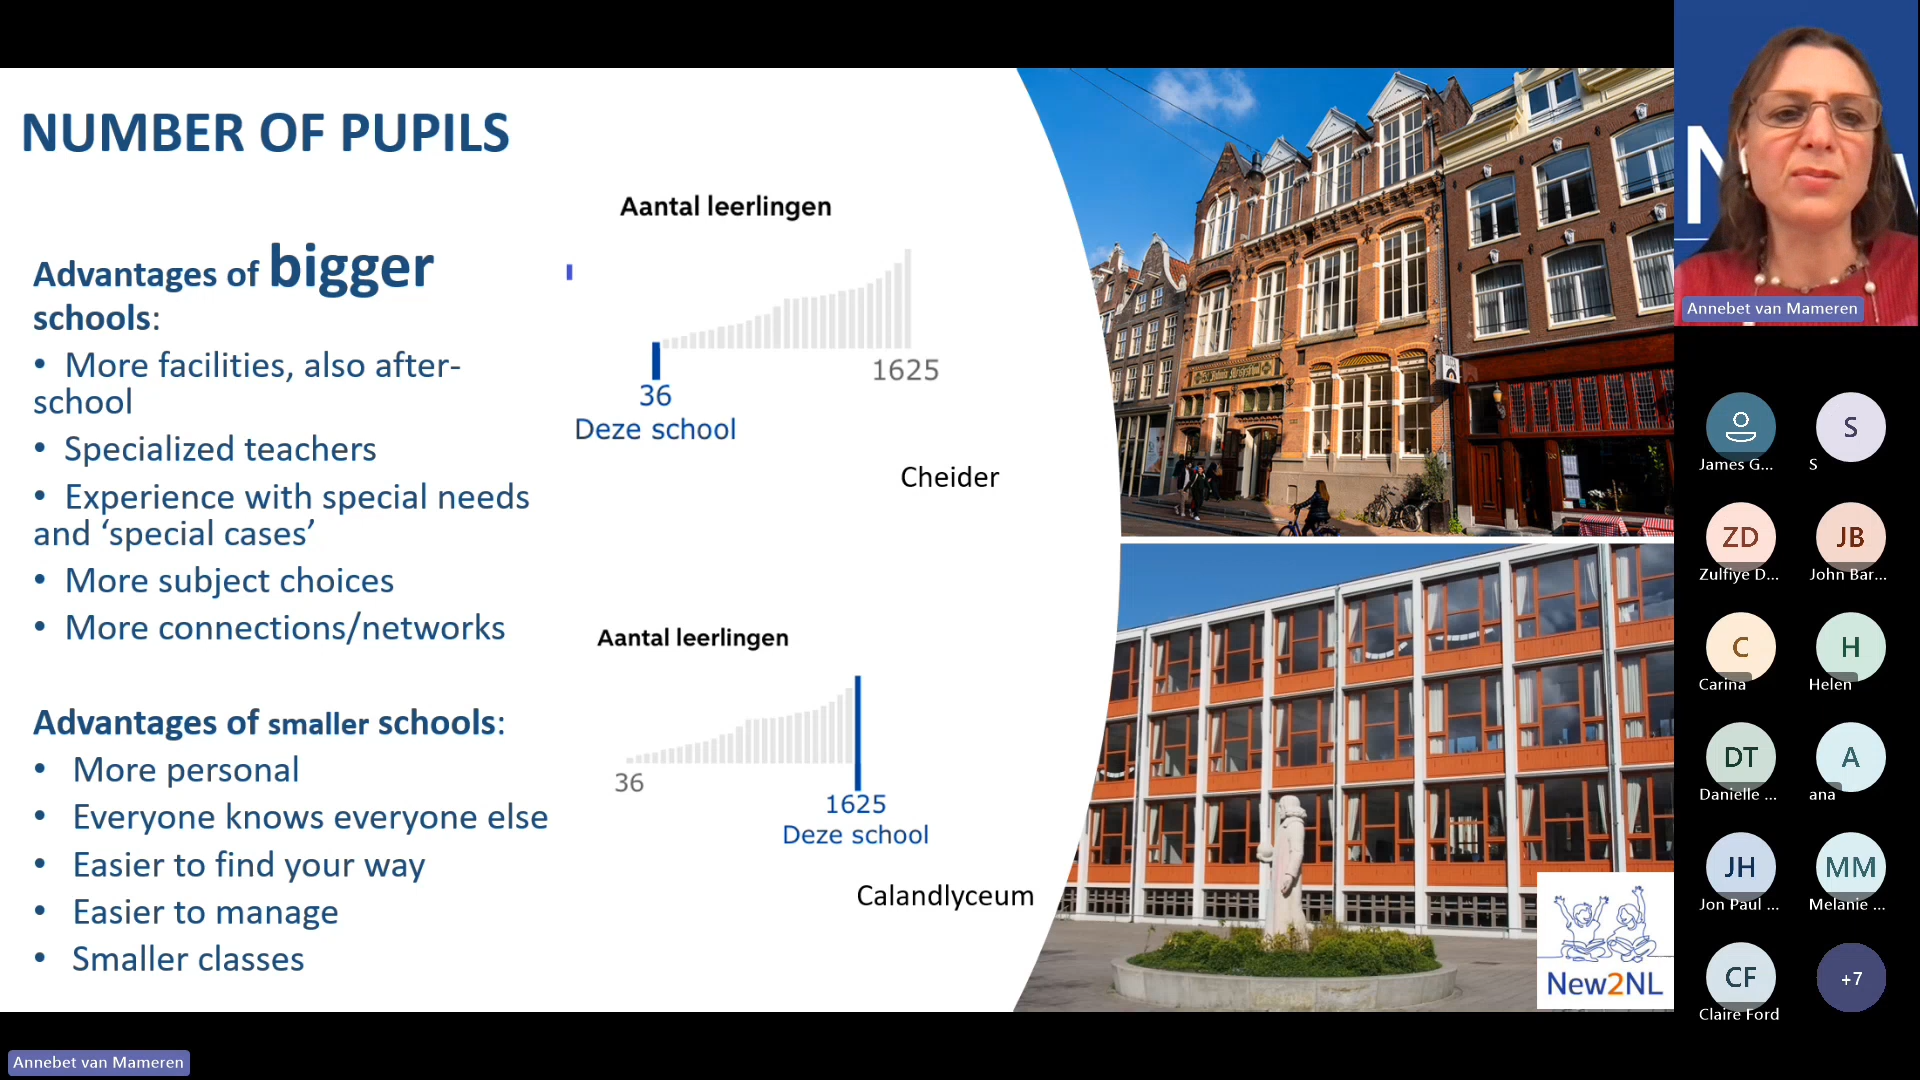 NUMBER OF PUPILS
Advantages of bigger
schools:
• More facilities, also after-
school
• Specialized teachers
• Experience with special needs
and ‘special cases’
• More subject choices
• More connections/networks
Advantages of smaller schools:
• More personal
• Everyone knows everyone else
• Easier to find your way
• Easier to manage
• Smaller classes
Aantal leerlingen
1625
36
Deze school
Cheider
Aantal leerlingen
36
1625
Deze school
Calandlyceum
New2NL
Annebet van Mameren
James G...
S
S
ZD
Zulfiye D...
JB
John Bar...
C
Carina
H
Helen
DT
Danielle ...
A
ana
JH
Jon Paul ...
MM
Melanie ...
CF
Claire Ford
+7
Annebet van Mameren